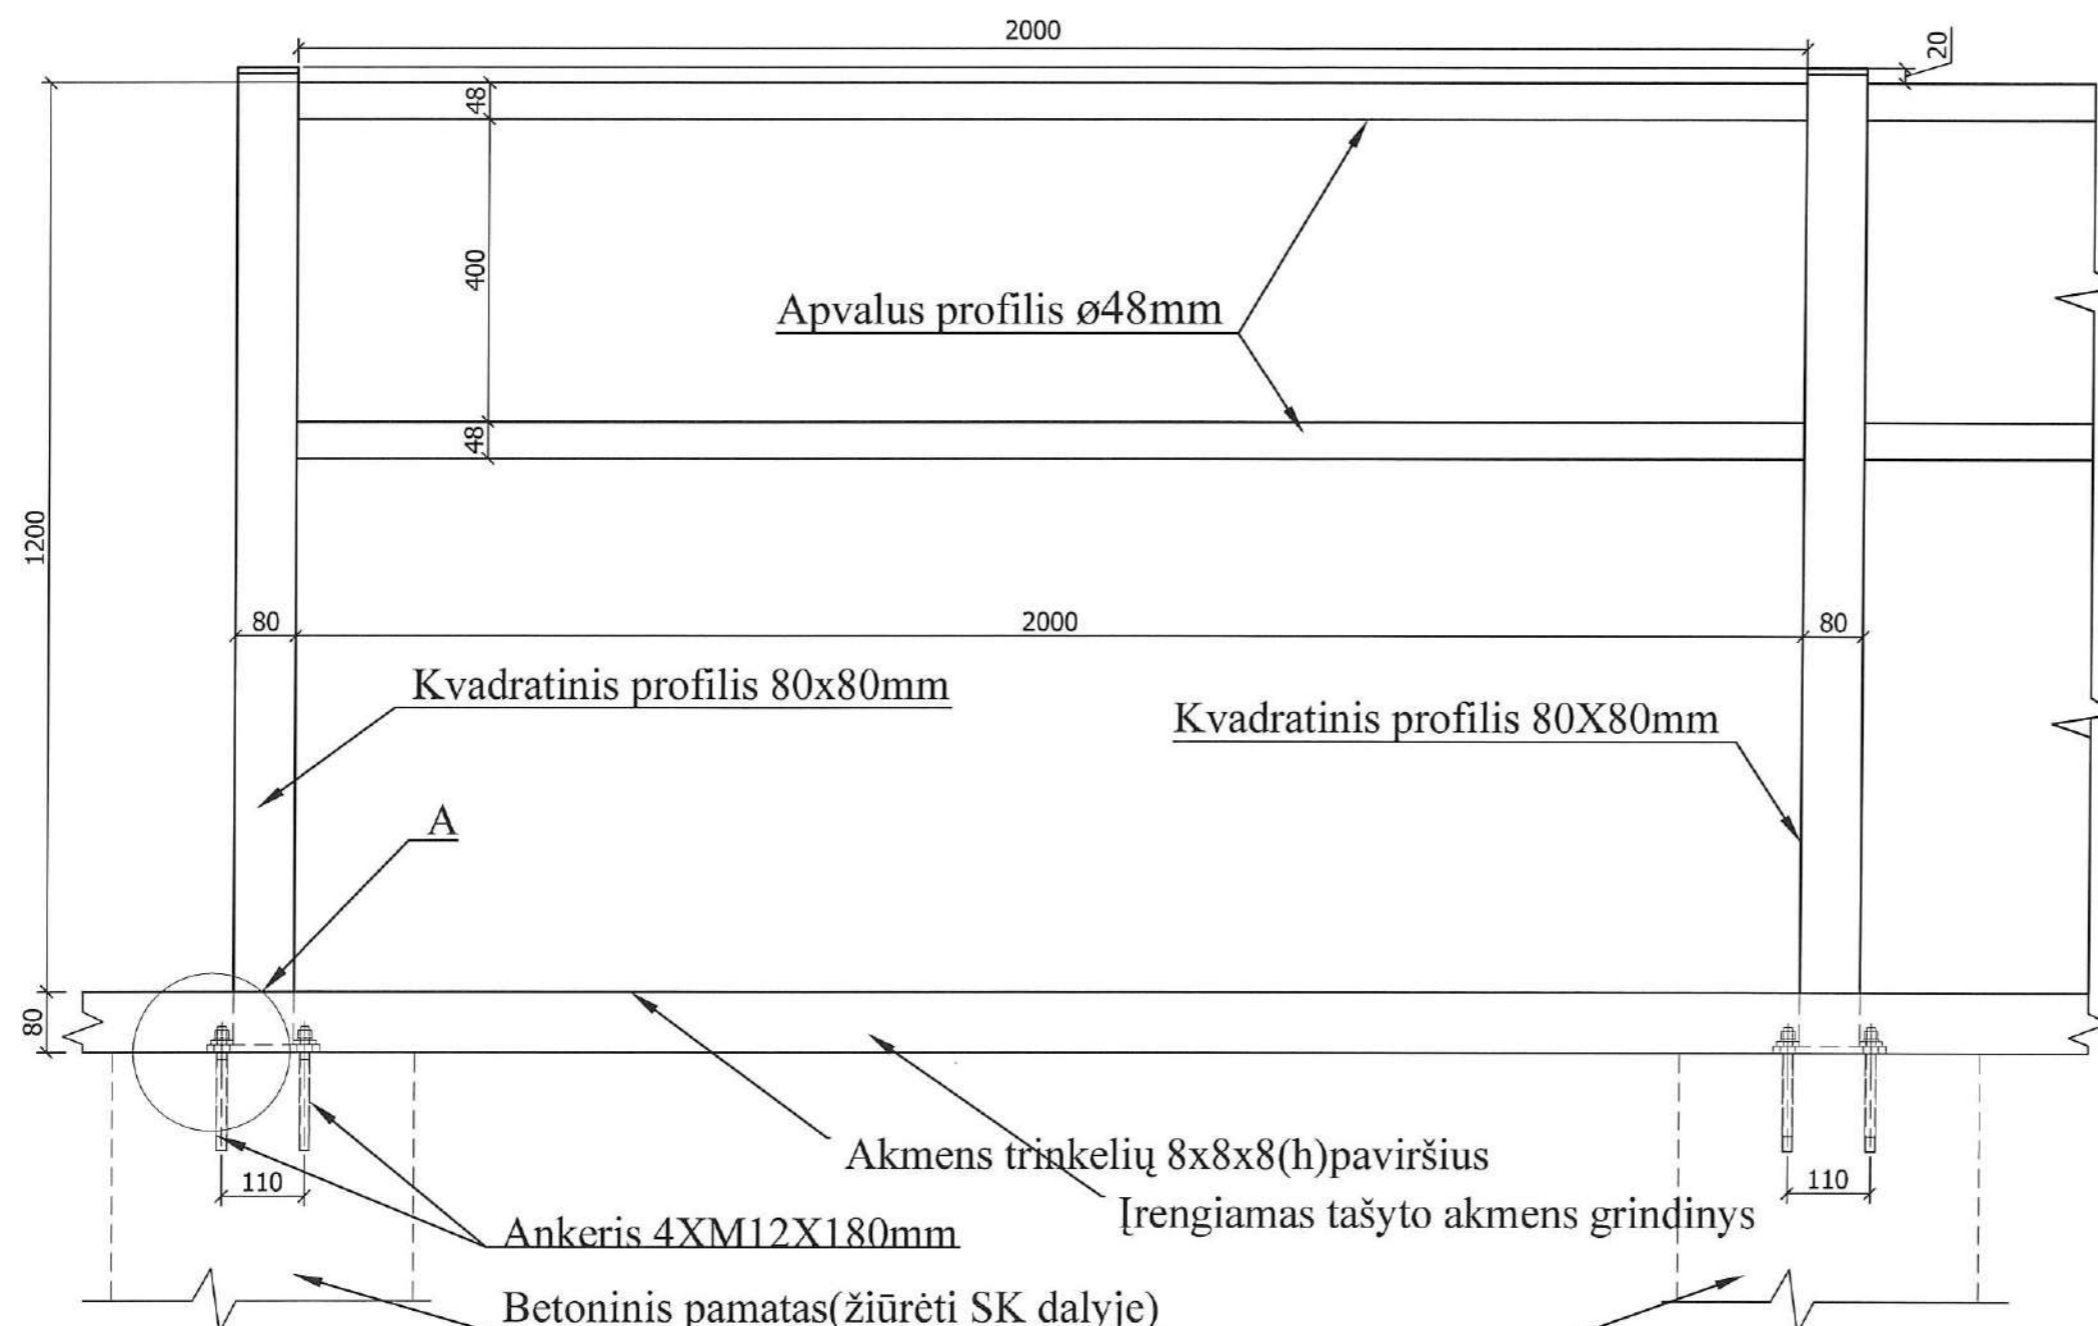 2000
20
48
400
Apvalus profilis ø48mm
48
1200
80
2000
80
Kvadratinis profilis 80x80mm
Kvadratinis profilis 80X80mm
A
80
Akmens trinkelių 8x8x8(h)paviršius
110
110
Įrengiamas tašyto akmens grindinys
Ankeris 4XM12X180mm
Betoninis pamatas(žiūrėti SK dalyje)